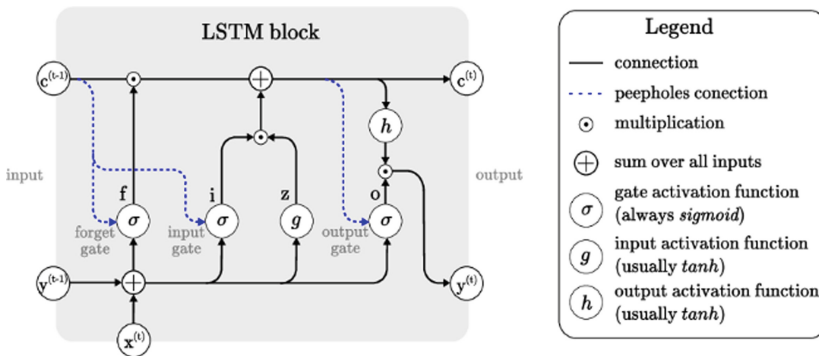 LSTM block
c(t-1)
c(t)
h
input
output
f
i
z
o
σ
σ
g
σ
forget
gate
input
gate
output
gate
y(t-1)
y(t)
x(t)
Legend
connection
peepholes conection
multiplication
sum over all inputs
σ
gate activation function
(always sigmoid)
g
input activation function
(usually tanh)
h
output activation function
(usually tanh)